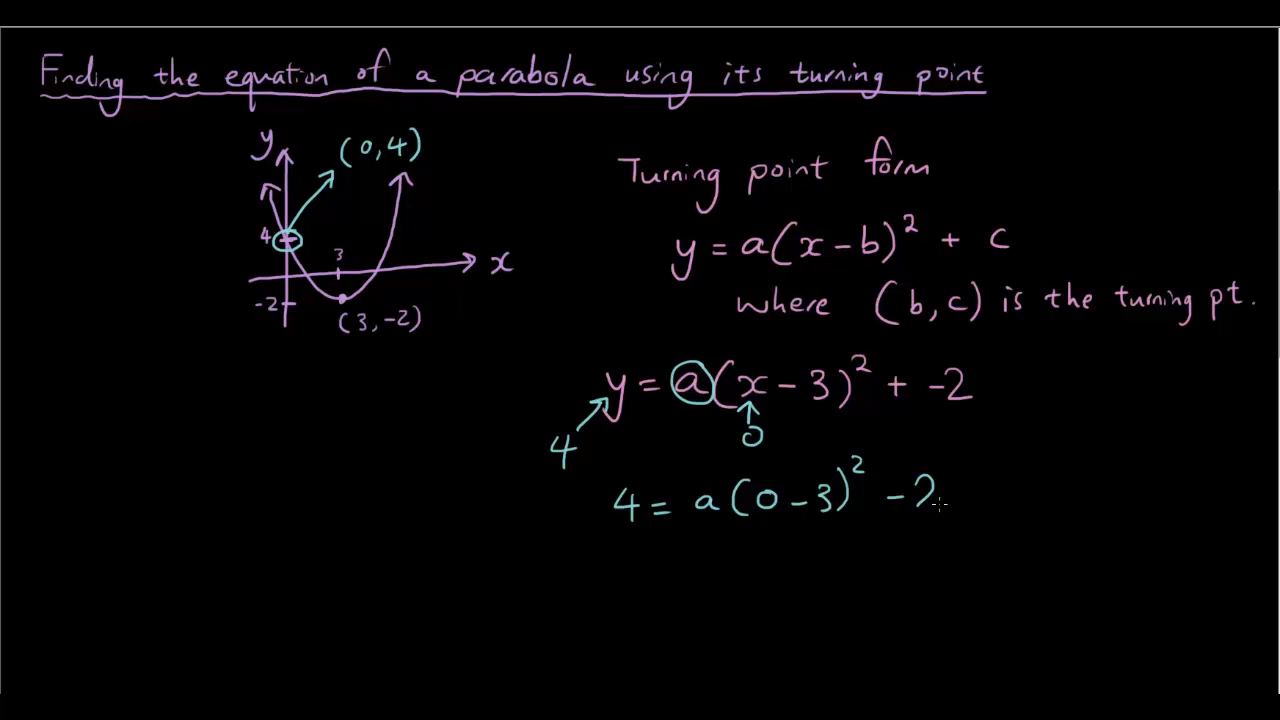 Finding the equation of a parabola using its turning point
y
(0,4)
4
3
x
-2
(3,-2)
Turning point form
y = a(x-b)² + c
where (b,c) is the turning pt.
y = a(x-3)² + -2
4
0
4 = a(0-3)² -2